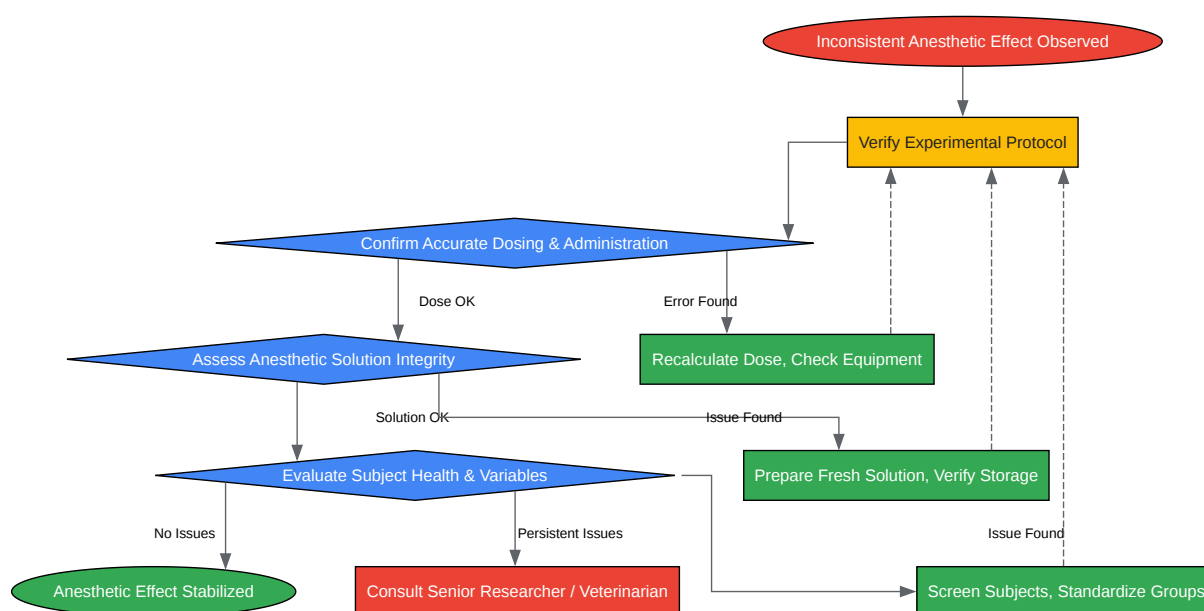 Inconsistent Anesthetic Effect Observed
Verify Experimental Protocol
Confirm Accurate Dosing & Administration
Dose OK
Error Found
Assess Anesthetic Solution Integrity
Recalculate Dose, Check Equipment
Solution OK
Issue Found
Evaluate Subject Health & Variables
Prepare Fresh Solution, Verify Storage
No Issues
Persistent Issues
Issue Found
Anesthetic Effect Stabilized
Consult Senior Researcher / Veterinarian
Screen Subjects, Standardize Groups